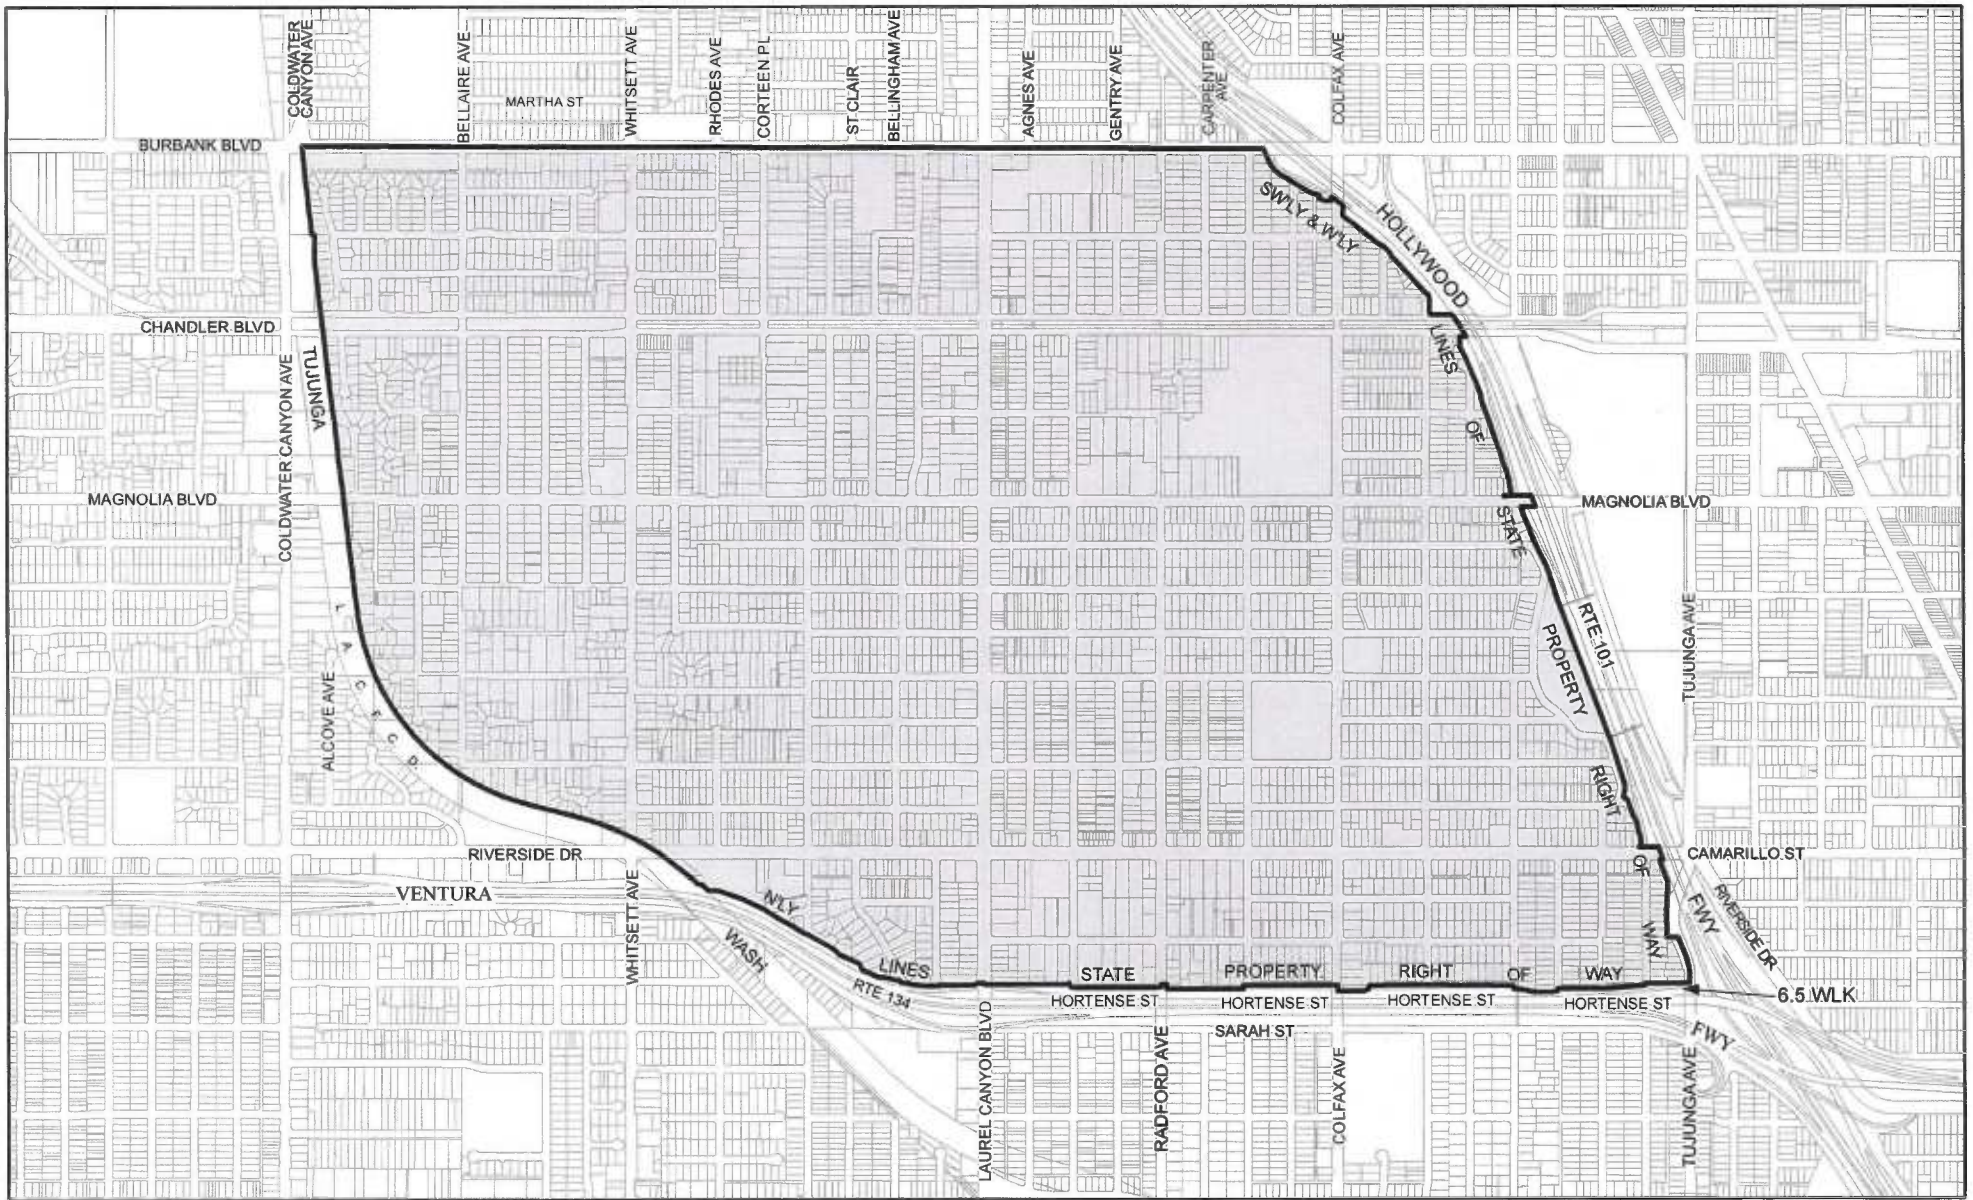 COLDWATER
CANYON AVE
BELLAIRE AVE
MARTHA ST
WHITSETT AVE
RHODES AVE
CORTEEN PL
ST CLAIR
BELLINGHAM AVE
AGNES AVE
GENTRY AVE
CARPENTER
AVE
COLFAX AVE
BURBANK BLVD
SW'LY & W'LY
HOLLYWOOD
CHANDLER BLVD
LINES
TUJUNGA
COLDWATER CANYON AVE
OF
MAGNOLIA BLVD
MAGNOLIA BLVD
STATE
L A C F C D
RTE 101
TUJUNGA AVE
PROPERTY
ALCOVE AVE
RIGHT
RIVERSIDE DR
CAMARILLO ST
OF
VENTURA
WHITSETT AVE
N'LY
FWY
RIVERSIDE DR
WASH
WAY
LINES
STATE
PROPERTY
RIGHT
OF
WAY
RTE 134
HORTENSE ST
HORTENSE ST
HORTENSE ST
HORTENSE ST
6.5 WLK
SARAH ST
FWY
LAUREL CANYON BLVD
RADFORD AVE
COLFAX AVE
TUJUNGA AVE